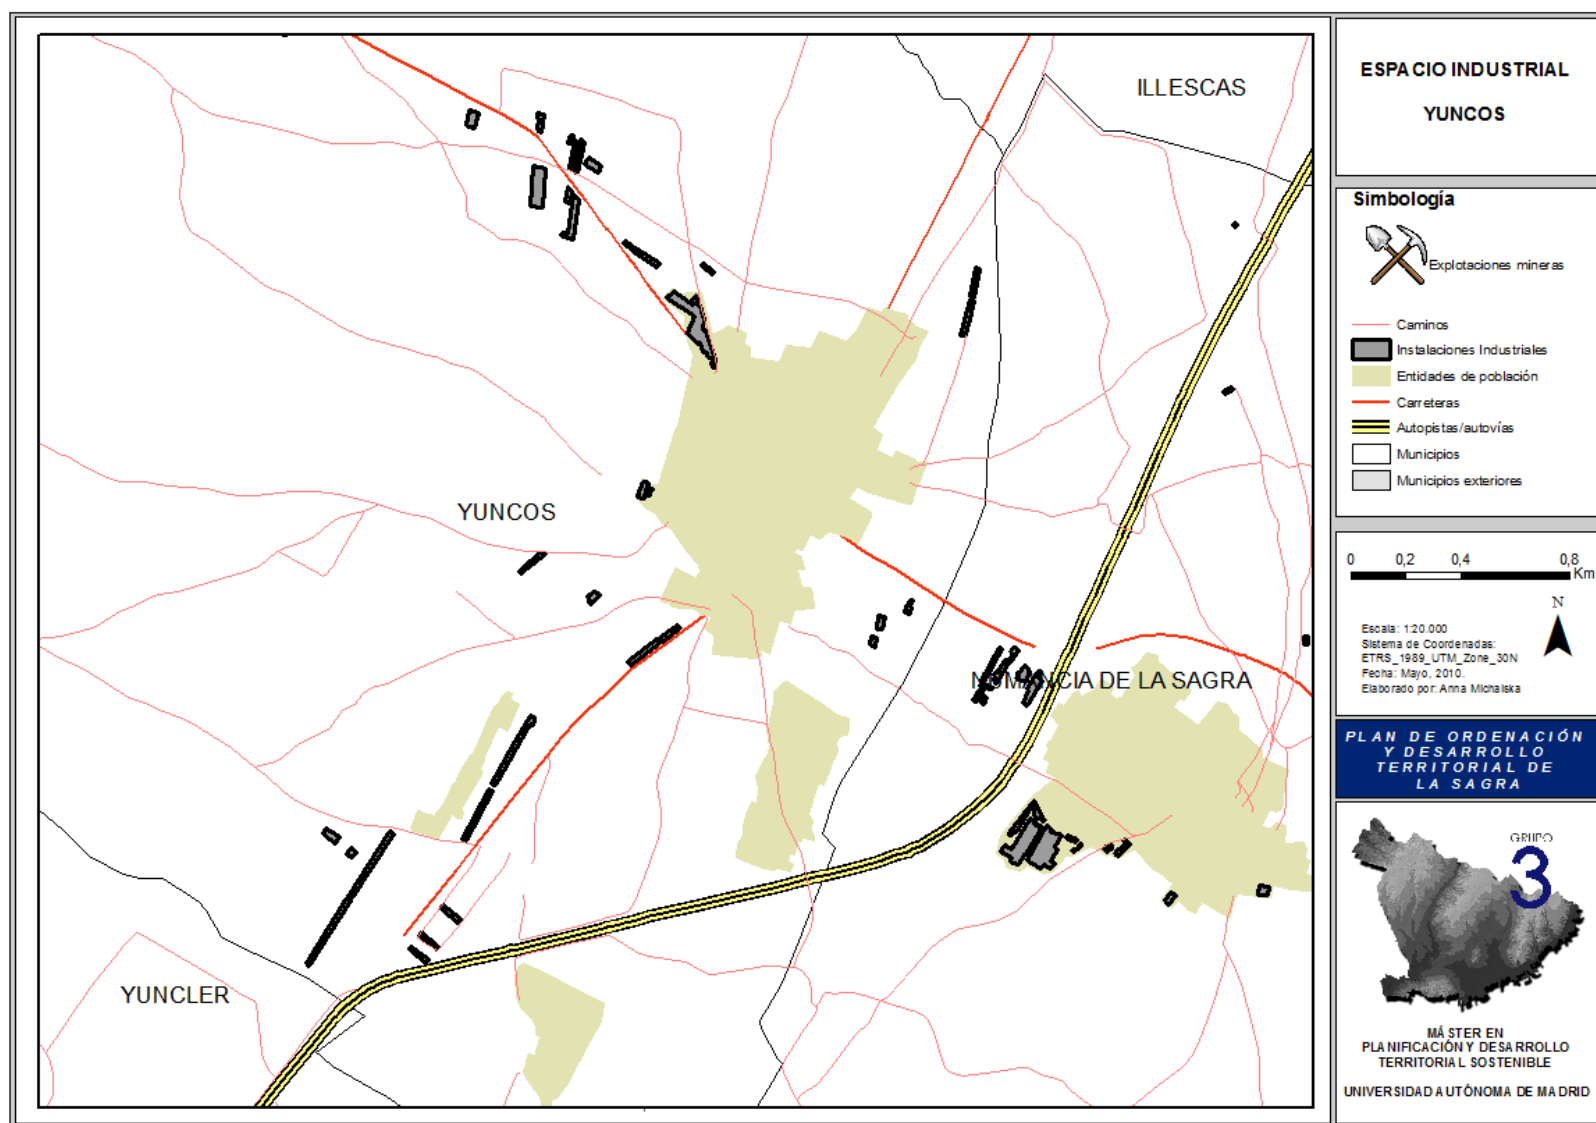 ILLESCAS
YUNCOS
NUMANCIA DE LA SAGRA
YUNCLER
ESPACIO INDUSTRIAL
YUNCOS
Simbología
Explotaciones mineras
Caminos
Instalaciones Industriales
Entidades de población
Carreteras
Autopistas/autovías
Municipios
Municipios exteriores
0 0,2 0,4 0,8
Km
N
Escala: 1:20.000
Sistema de Coordenadas:
ETRS_1989_UTM_Zone_30N
Fecha: Mayo, 2010.
Elaborado por: Anna Michalska
PLAN DE ORDENACIÓN
Y DESARROLLO
TERRITORIAL DE
LA SAGRA
GRUPO
3
MÁSTER EN
PLANIFICACIÓN Y DESARROLLO
TERRITORIAL SOSTENIBLE
UNIVERSIDAD AUTÓNOMA DE MADRID